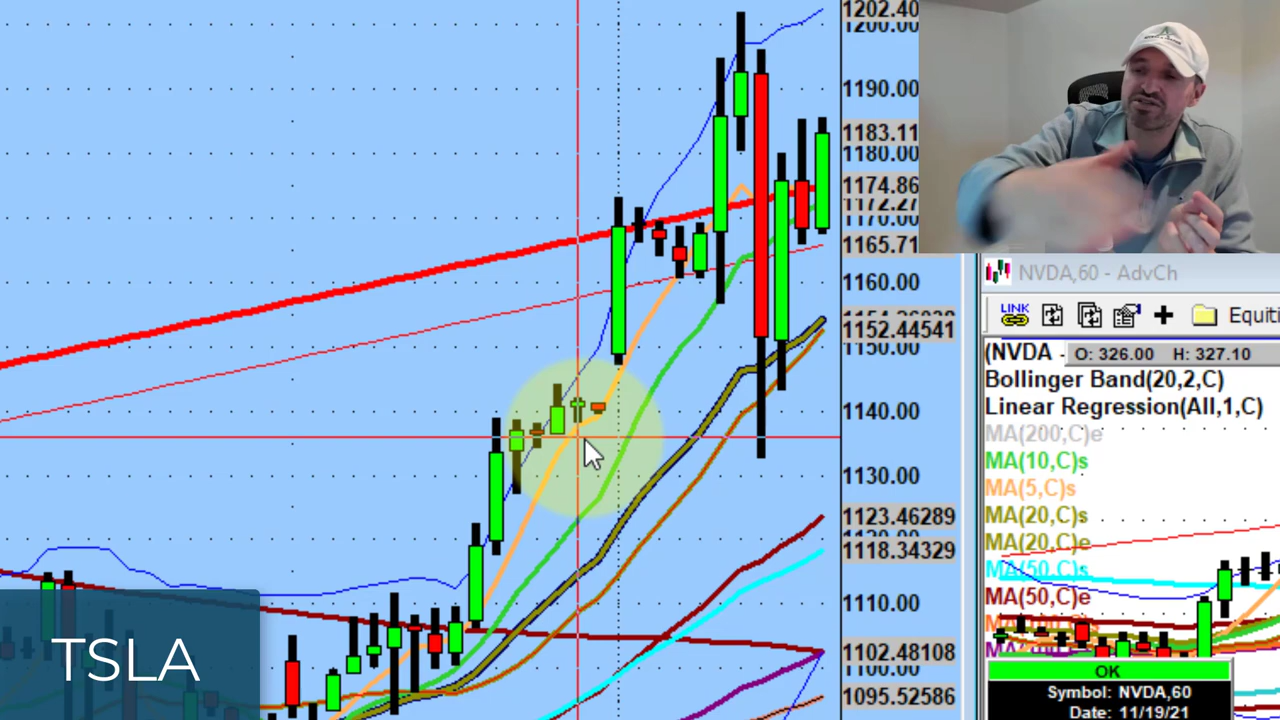 1202.40
1200.00
1190.00
1183.11
1180.00
1174.86
1172.27
1170.00
1165.71
1160.00
1152.44541
1150.00
1140.00
1130.00
1123.46289
1118.34329
1110.00
1102.48108
1100.00
1095.52586
TSLA
NVDA,60 - AdvCh
LINK
Equiti
(NVDA - O: 326.00 H: 327.10
Bollinger Band(20,2,C)
Linear Regression(All,1,C)
MA(200,C)e
MA(10,C)s
MA(5,C)s
MA(20,C)s
MA(20,C)e
MA(50,C)s
MA(50,C)e
OK
Symbol: NVDA,60
Date: 11/19/21